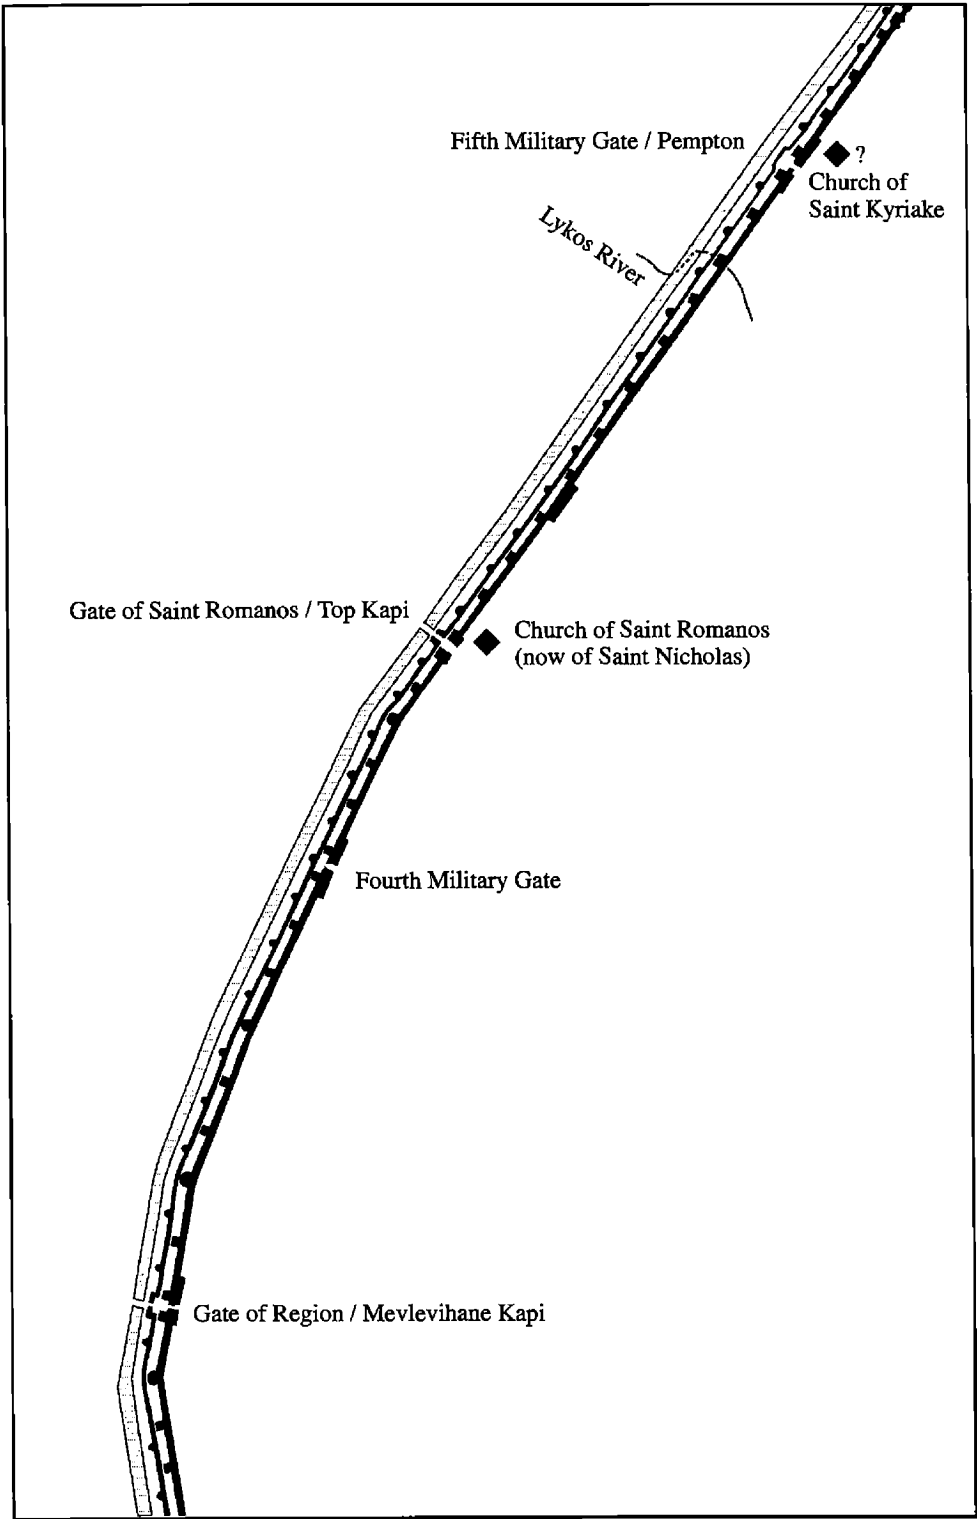 Fifth Military Gate / Pempton
?
Church of
Saint Kyriake
Lykos River
Gate of Saint Romanos / Top Kapi
Church of Saint Romanos
(now of Saint Nicholas)
Fourth Military Gate
Gate of Region / Mevlevihane Kapi